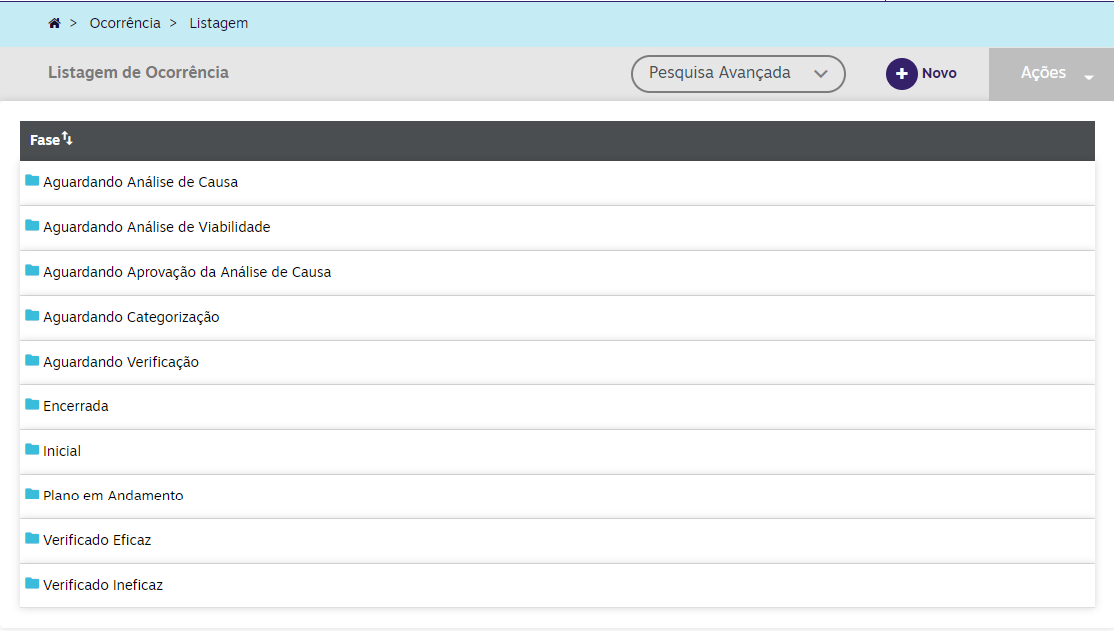 > Ocorrência > Listagem
Listagem de Ocorrência
Pesquisa Avançada
+ Novo
Ações
Fase
Aguardando Análise de Causa
Aguardando Análise de Viabilidade
Aguardando Aprovação da Análise de Causa
Aguardando Categorização
Aguardando Verificação
Encerrada
Inicial
Plano em Andamento
Verificado Eficaz
Verificado Ineficaz